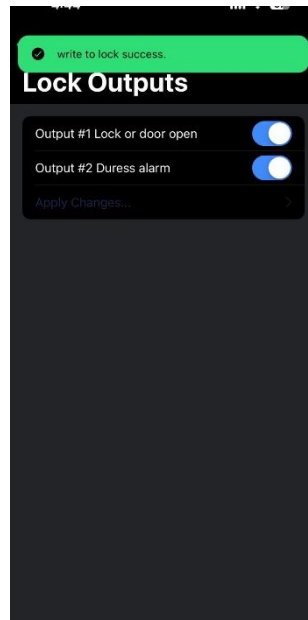 write to lock success.
Lock Outputs
Output #1 Lock or door open
Output #2 Duress alarm
Apply Changes...